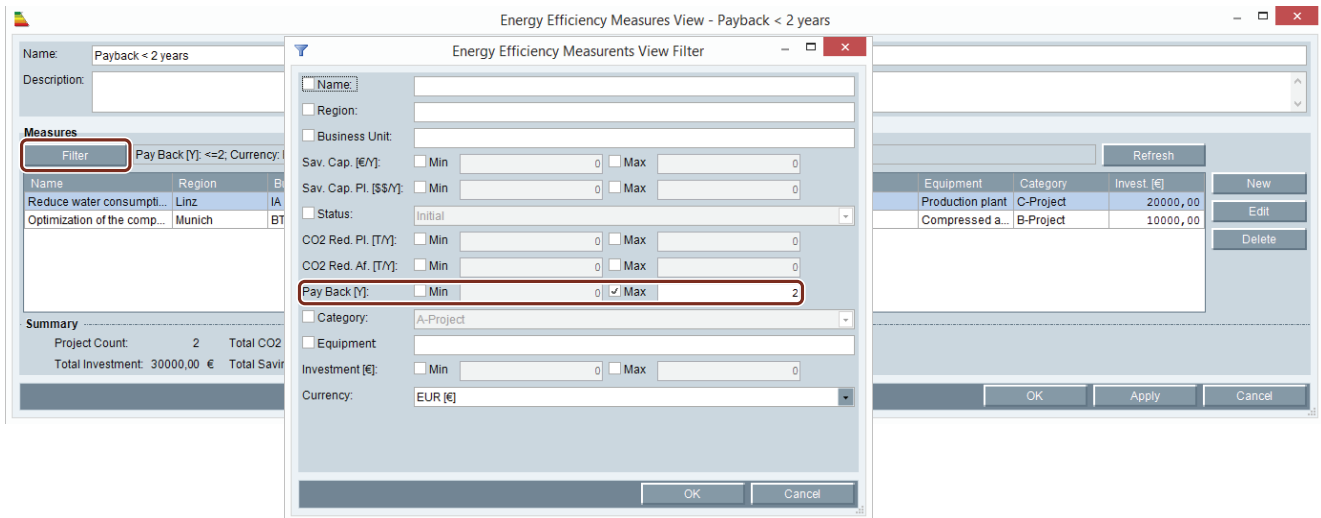 Energy Efficiency Measures View - Payback < 2 years
Name: Payback < 2 years
Description:
Measures
Filter Pay Back [Y]: <=2; Currency: Refresh
Name Region Equipment Category Invest. [€] New
Reduce water consumpti... Linz IA Production plant C-Project 20000,00 Edit
Optimization of the comp... Munich BT Compressed a... B-Project 10000,00 Delete
Summary
Project Count: 2 Total CO2
Total Investment: 30000,00 € Total
OK Apply Cancel
Energy Efficiency Measurents View Filter
Name:
Region:
Business Unit:
Sav. Cap. [€/Y]: Min 0 Max 0
Sav. Cap. Pl. [$$/Y]: Min 0 Max 0
Status: Initial
CO2 Red. Pl. [T/Y]: Min 0 Max 0
CO2 Red. Af. [T/Y]: Min 0 Max 0
Pay Back [Y]: Min 0 Max 2
Category: A-Project
Equipment
Investment [€]: Min 0 Max 0
Currency: EUR [€]
OK Cancel